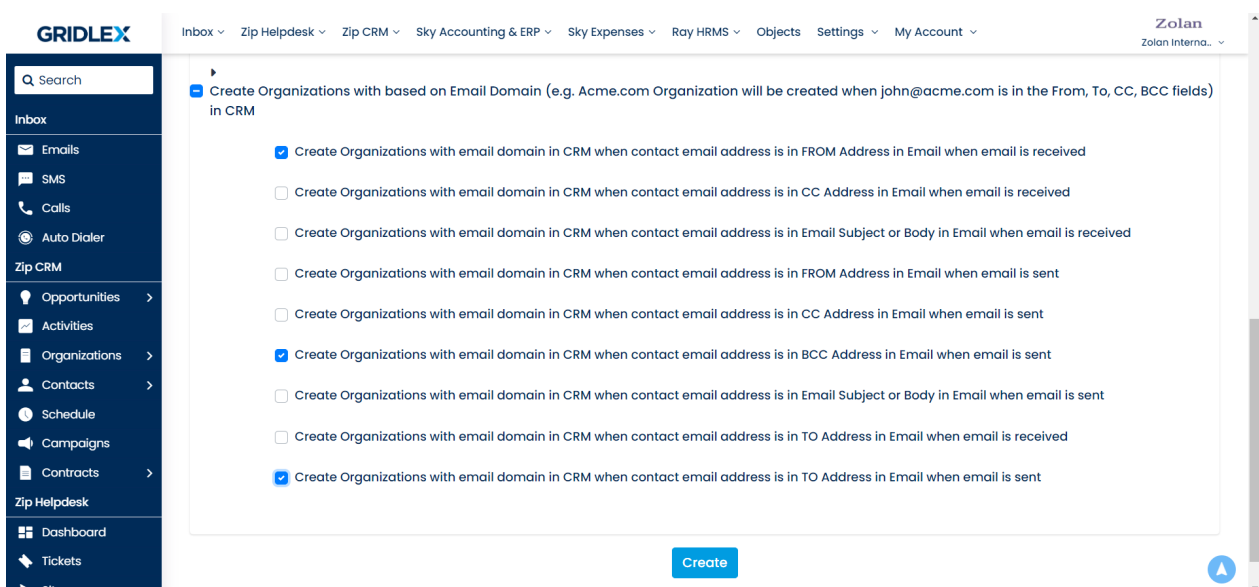 GRIDLEX
Inbox
Zip Helpdesk
Zip CRM
Sky Accounting & ERP
Sky Expenses
Ray HRMS
Objects
Settings
My Account
Zolan
Zolan Interna..
Search
Inbox
Emails
SMS
Calls
Auto Dialer
Zip CRM
Opportunities
Activities
Organizations
Contacts
Schedule
Campaigns
Contracts
Zip Helpdesk
Dashboard
Tickets
Create Organizations with based on Email Domain (e.g. Acme.com Organization will be created when john@acme.com is in the From, To, CC, BCC fields)
in CRM
Create Organizations with email domain in CRM when contact email address is in FROM Address in Email when email is received
Create Organizations with email domain in CRM when contact email address is in CC Address in Email when email is received
Create Organizations with email domain in CRM when contact email address is in Email Subject or Body in Email when email is received
Create Organizations with email domain in CRM when contact email address is in FROM Address in Email when email is sent
Create Organizations with email domain in CRM when contact email address is in CC Address in Email when email is sent
Create Organizations with email domain in CRM when contact email address is in BCC Address in Email when email is sent
Create Organizations with email domain in CRM when contact email address is in Email Subject or Body in Email when email is sent
Create Organizations with email domain in CRM when contact email address is in TO Address in Email when email is received
Create Organizations with email domain in CRM when contact email address is in TO Address in Email when email is sent
Create